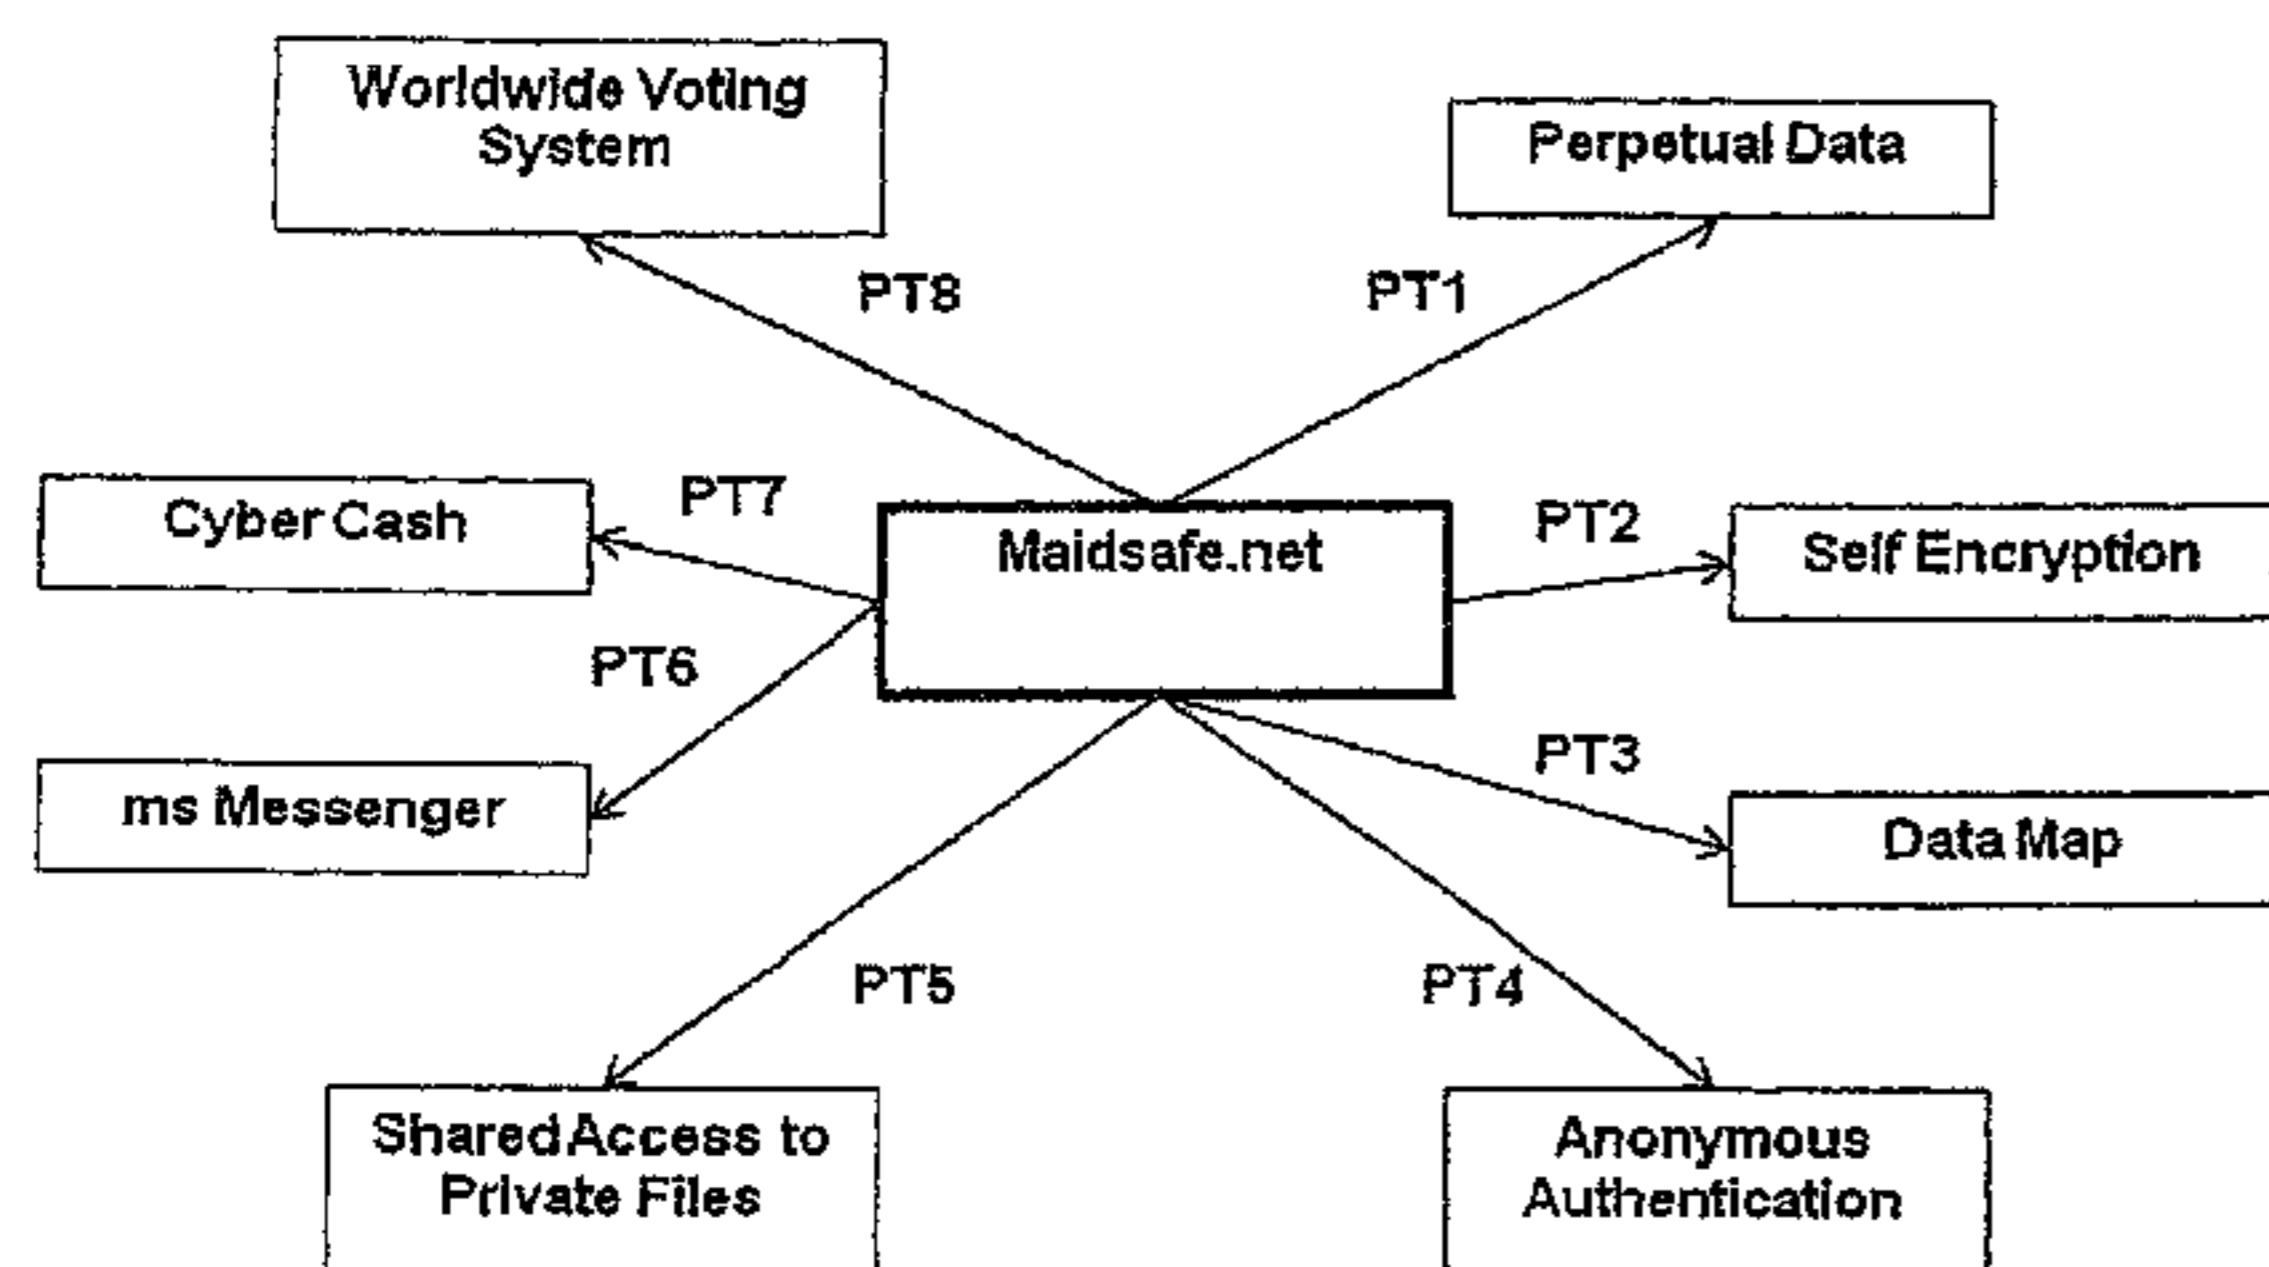 Worldwide Voting
System
Perpetual Data
PT8
PT1
Cyber Cash
PT7
Maidsafe.net
PT2
Self Encryption
PT6
ms Messenger
PT3
Data Map
PT5
PT4
Shared Access to
Private Files
Anonymous
Authentication